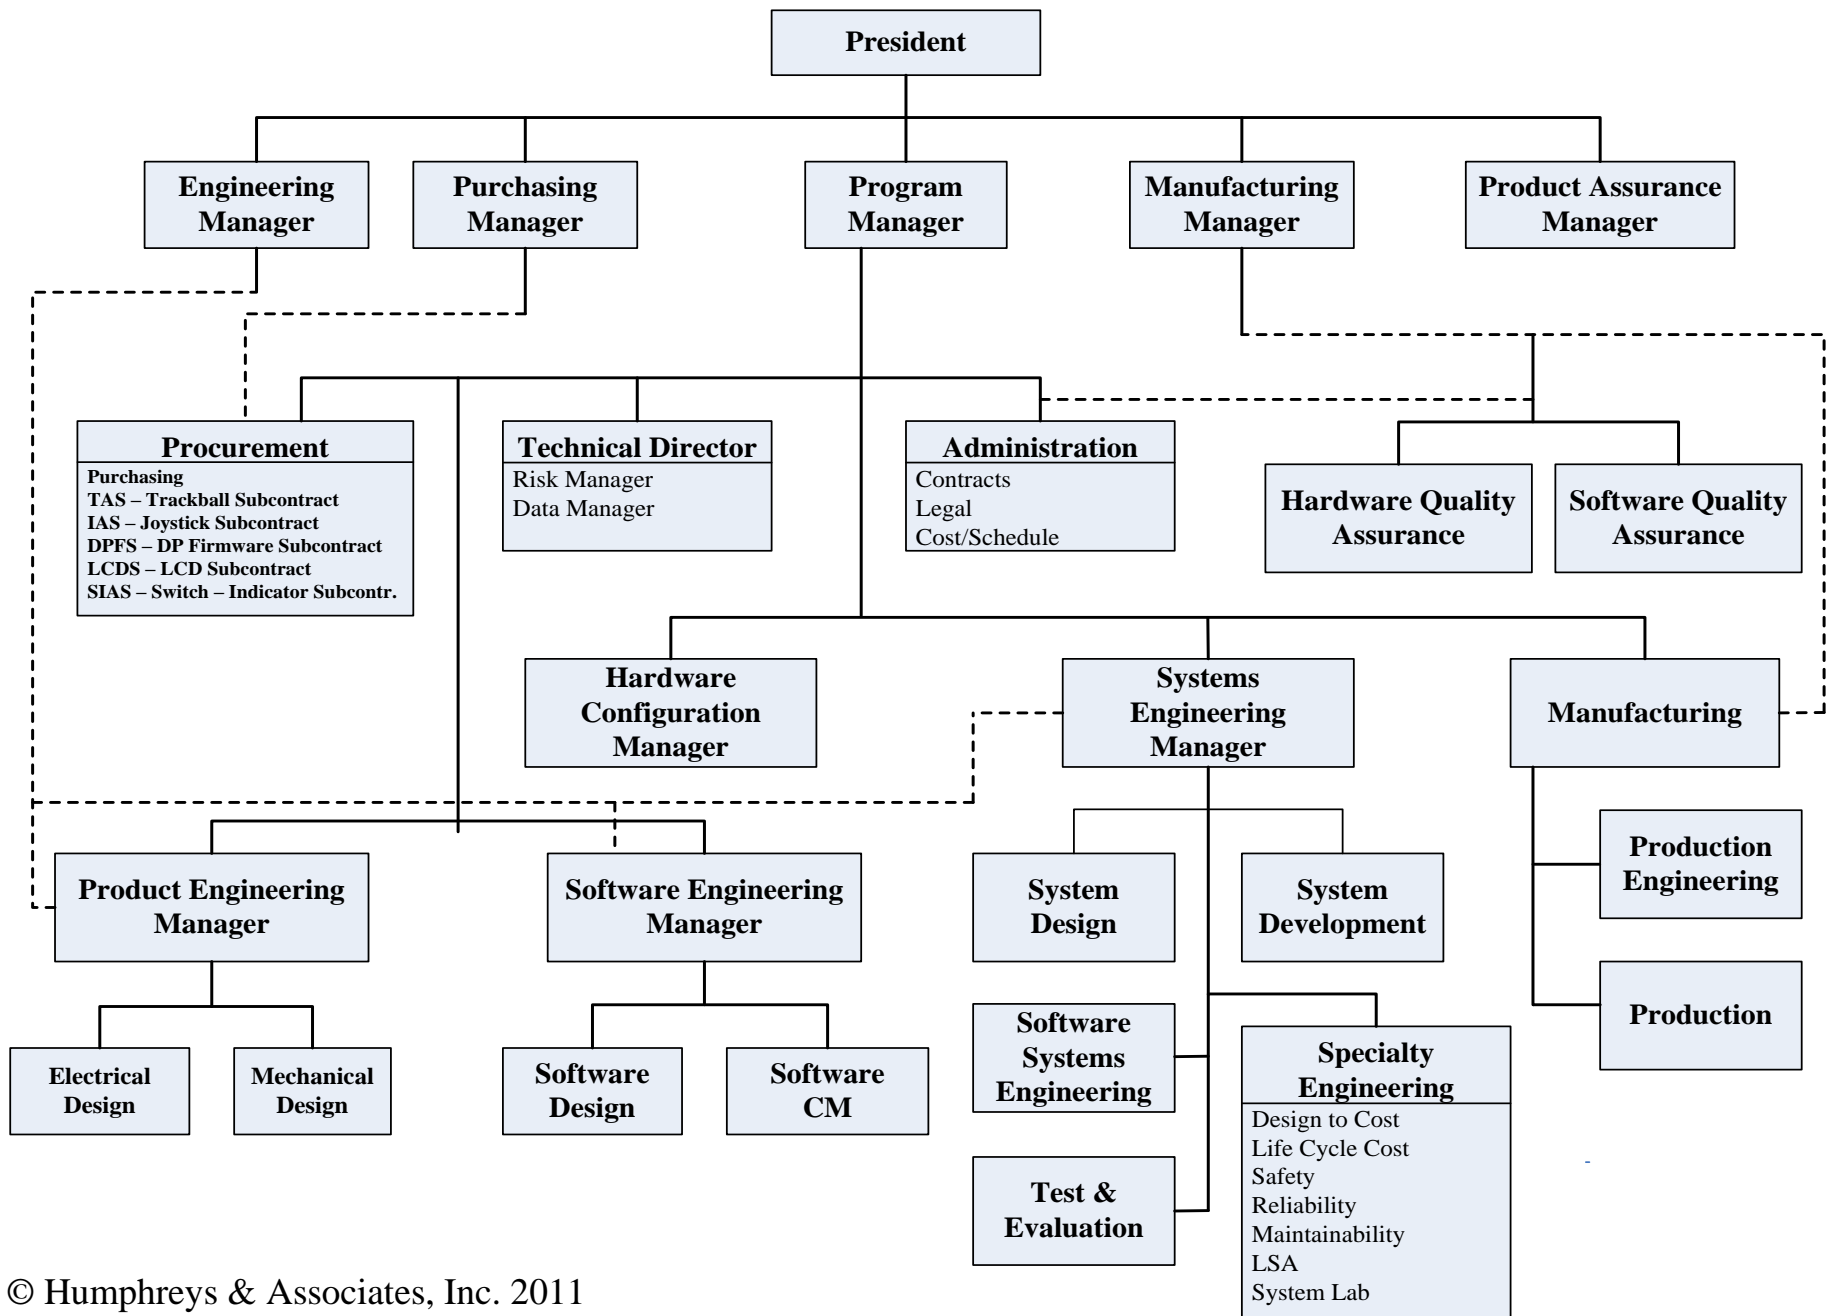 President
Engineering
Manager
Purchasing
Manager
Program
Manager
Manufacturing
Manager
Product Assurance
Manager
Procurement
Purchasing
TAS – Trackball Subcontract
IAS – Joystick Subcontract
DPFS – DP Firmware Subcontract
LCDS – LCD Subcontract
SIAS – Switch – Indicator Subcontr.
Technical Director
Risk Manager
Data Manager
Administration
Contracts
Legal
Cost/Schedule
Hardware Quality
Assurance
Software Quality
Assurance
Hardware
Configuration
Manager
Systems
Engineering
Manager
Manufacturing
Product Engineering
Manager
Software Engineering
Manager
System
Design
System
Development
Production
Engineering
Production
Electrical
Design
Mechanical
Design
Software
Design
Software
CM
Software
Systems
Engineering
Test &
Evaluation
Specialty
Engineering
Design to Cost
Life Cycle Cost
Safety
Reliability
Maintainability
LSA
System Lab
© Humphreys & Associates, Inc. 2011